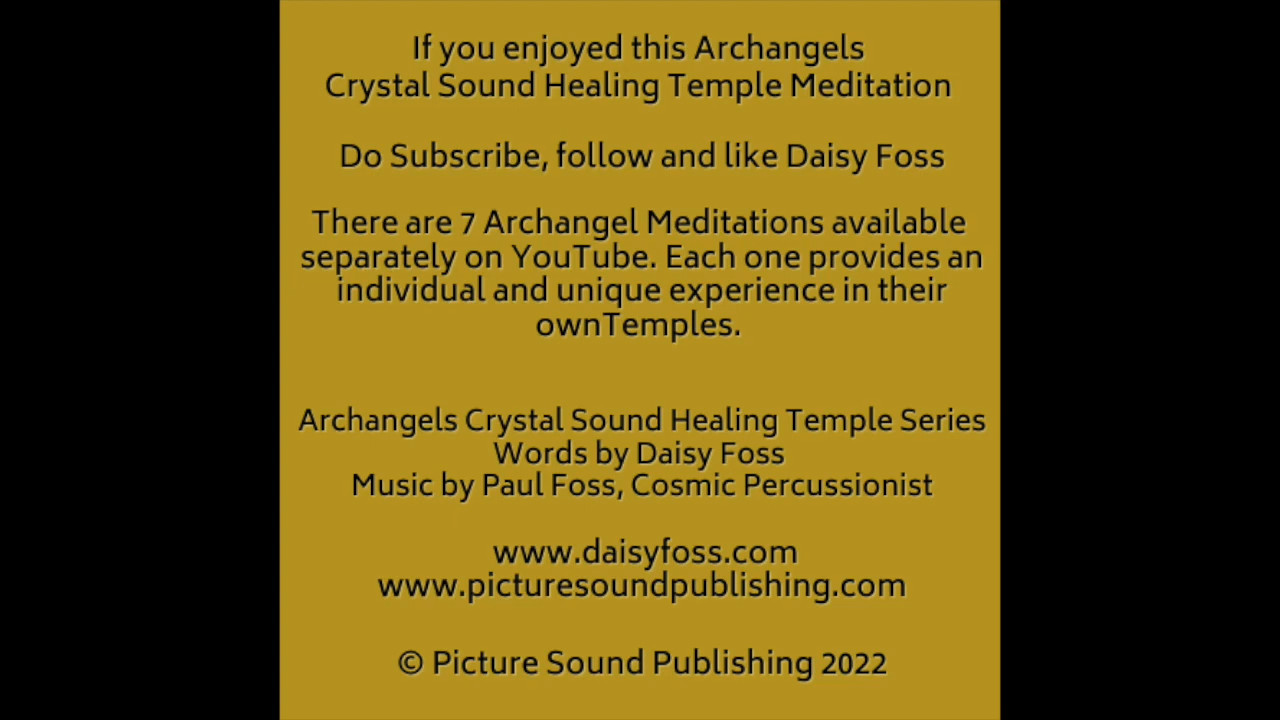 If you enjoyed this Archangels
Crystal Sound Healing Temple Meditation
Do Subscribe, follow and like Daisy Foss
There are 7 Archangel Meditations available
separately on YouTube. Each one provides an
individual and unique experience in their
ownTemples.
Archangels Crystal Sound Healing Temple Series
Words by Daisy Foss
Music by Paul Foss, Cosmic Percussionist
www.daisyfoss.com
www.picturesoundpublishing.com
© Picture Sound Publishing 2022